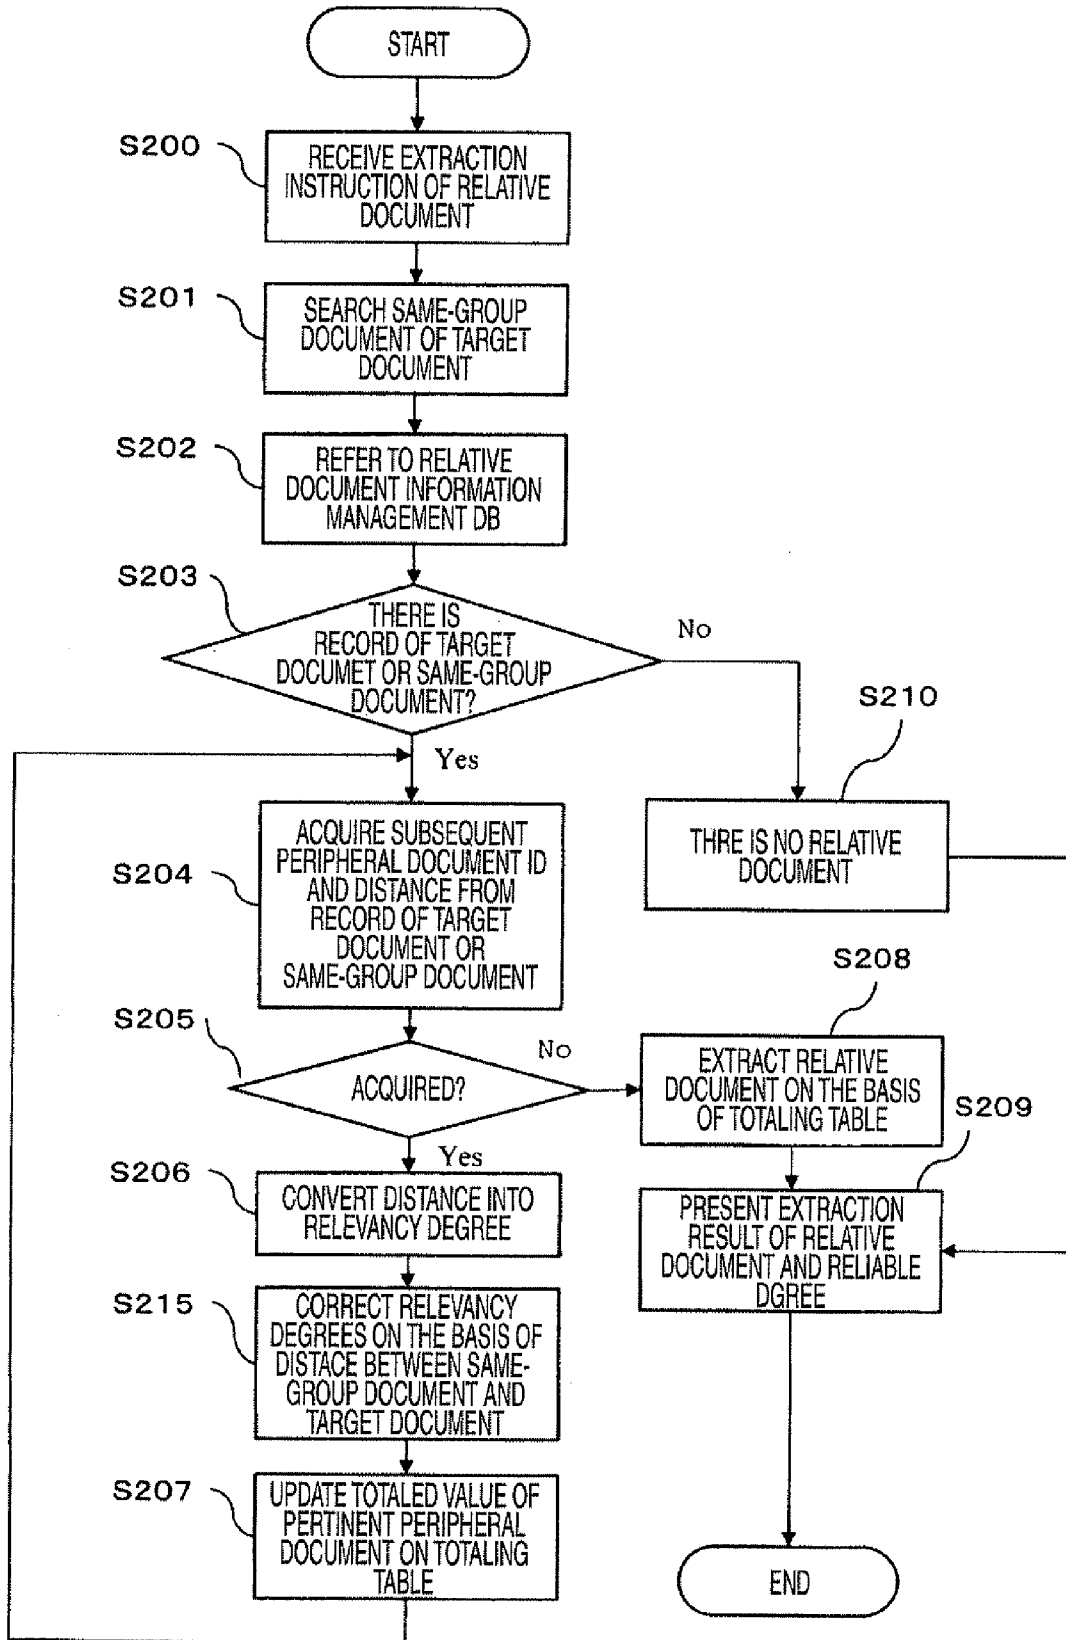 START
S200
RECEIVE EXTRACTION
INSTRUCTION OF RELATIVE
DOCUMENT
S201
SEARCH SAME-GROUP
DOCUMENT OF TARGET
DOCUMENT
S202
REFER TO RELATIVE
DOCUMENT INFORMATION
MANAGEMENT DB
S203
THERE IS
RECORD OF TARGET
DOCUMET OR SAME-GROUP
DOCUMENT?
No
Yes
S210
THRE IS NO RELATIVE
DOCUMENT
S204
ACQUIRE SUBSEQUENT
PERIPHERAL DOCUMENT ID
AND DISTANCE FROM
RECORD OF TARGET
DOCUMENT OR
SAME-GROUP DOCUMENT
S205
ACQUIRED?
No
Yes
S208
EXTRACT RELATIVE
DOCUMENT ON THE BASIS
OF TOTALING TABLE
S206
CONVERT DISTANCE INTO
RELEVANCY DEGREE
S209
PRESENT EXTRACTION
RESULT OF RELATIVE
DOCUMENT AND RELIABLE
DGREE
S215
CORRECT RELEVANCY
DEGREES ON THE BASIS OF
DISTACE BETWEEN SAME-
GROUP DOCUMENT AND
TARGET DOCUMENT
S207
UPDATE TOTALED VALUE OF
PERTINENT PERIPHERAL
DOCUMENT ON TOTALING
TABLE
END